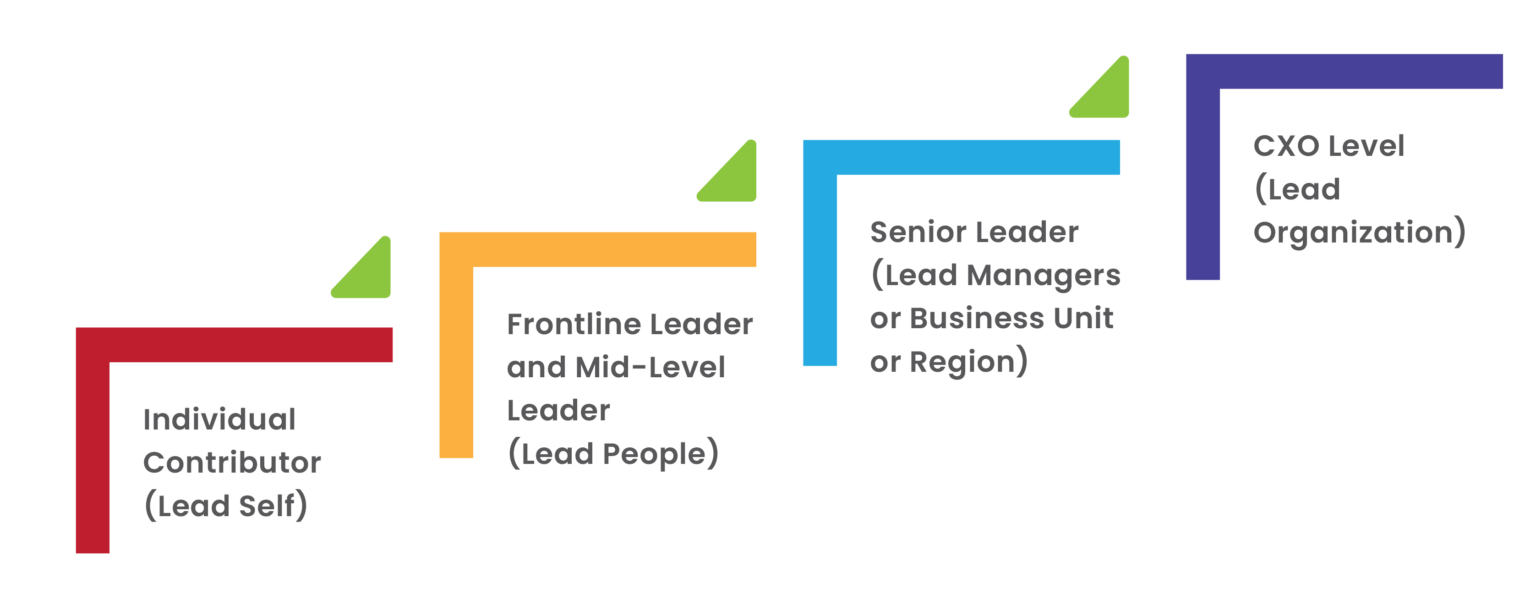 Individual
Contributor
(Lead Self)
Frontline Leader
and Mid-Level
Leader
(Lead People)
Senior Leader
(Lead Managers
or Business Unit
or Region)
CXO Level
(Lead
Organization)